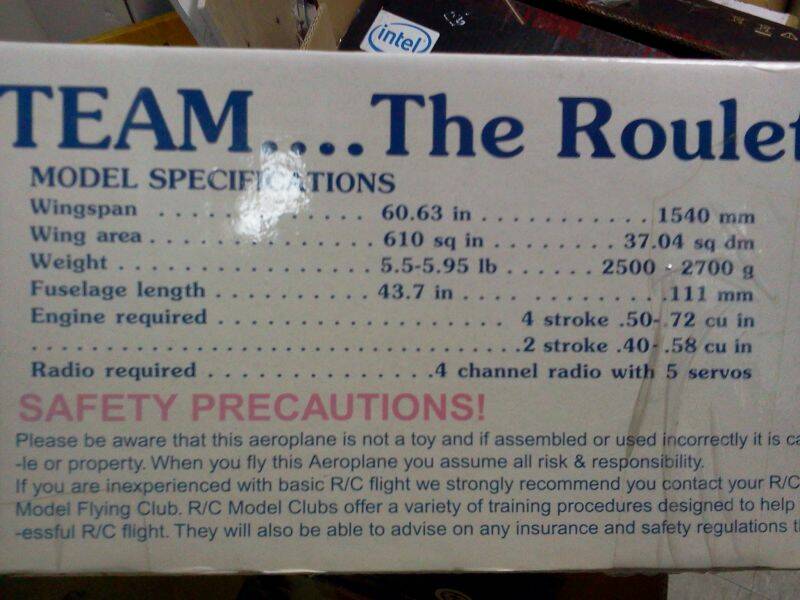 intel
TEAM....The Roulet
MODEL SPECIFICATIONS
Wingspan ............ 60.63 in ........... 1540 mm
Wing area ............ 610 sq in ........ 37.04 sq dm
Weight ............... 5.5-5.95 lb ...... 2500 - 2700 g
Fuselage length .......... 43.7 in .... .......... 111 mm
Engine required ................... 4 stroke .50-.72 cu in
.................................2 stroke .40-.58 cu in
Radio required ...............4 channel radio with 5 servos
SAFETY PRECAUTIONS!
Please be aware that this aeroplane is not a toy and if assembled or used incorrectly it is ca
-le or property. When you fly this Aeroplane you assume all risk & responsibility.
If you are inexperienced with basic R/C flight we strongly recommend you contact your R/C
Model Flying Club. R/C Model Clubs offer a variety of training procedures designed to help
-essful R/C flight. They will also be able to advise on any insurance and safety regulations t